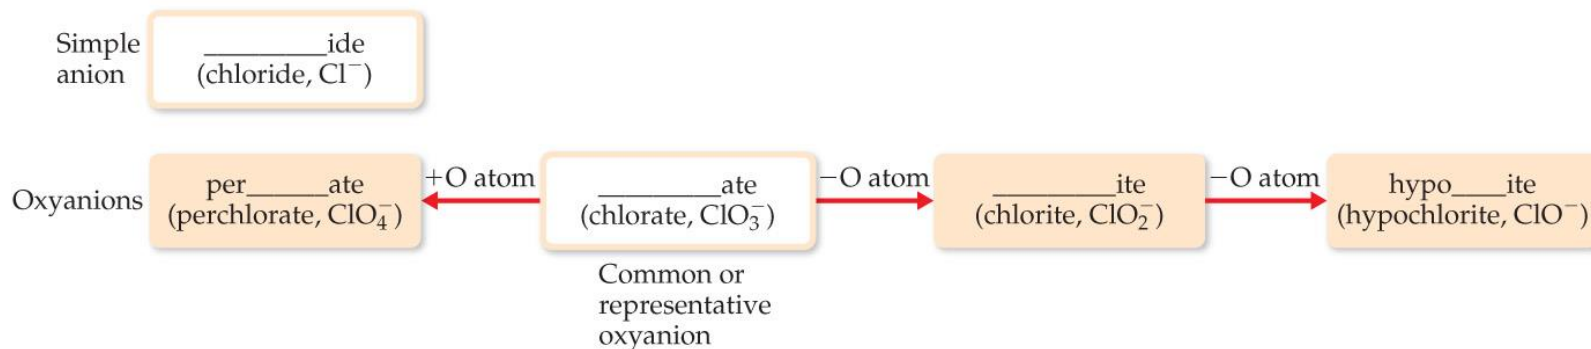 Simple
anion
_________ide
(chloride, Cl⁻)
Oxyanions
per______ate
(perchlorate, ClO₄⁻)
+O atom
_________ate
(chlorate, ClO₃⁻)
−O atom
_________ite
(chlorite, ClO₂⁻)
−O atom
hypo____ite
(hypochlorite, ClO⁻)
Common or
representative
oxyanion